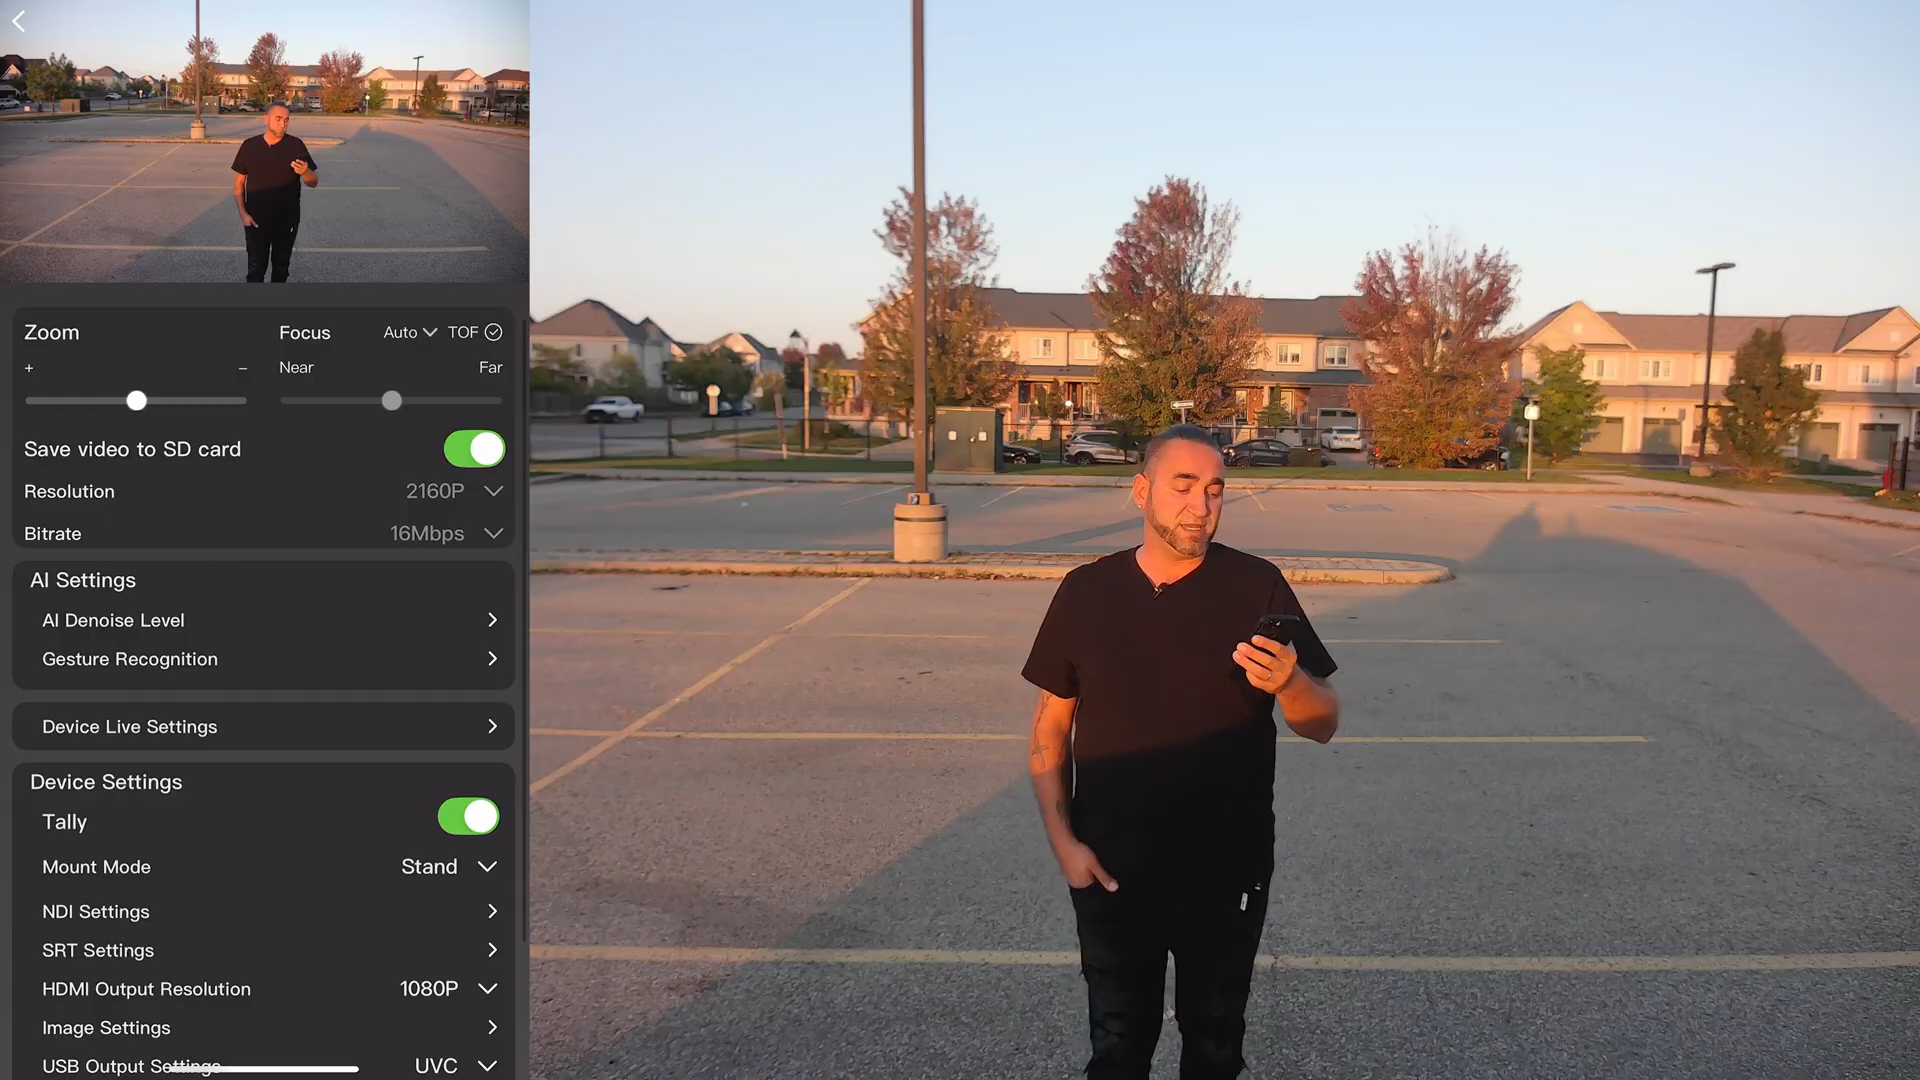 Zoom
Focus Auto TOF
+ –
Near Far
Save video to SD card
Resolution 2160P
Bitrate 16Mbps
AI Settings
AI Denoise Level
Gesture Recognition
Device Live Settings
Device Settings
Tally
Mount Mode Stand
NDI Settings
SRT Settings
HDMI Output Resolution 1080P
Image Settings
USB Output Settings UVC